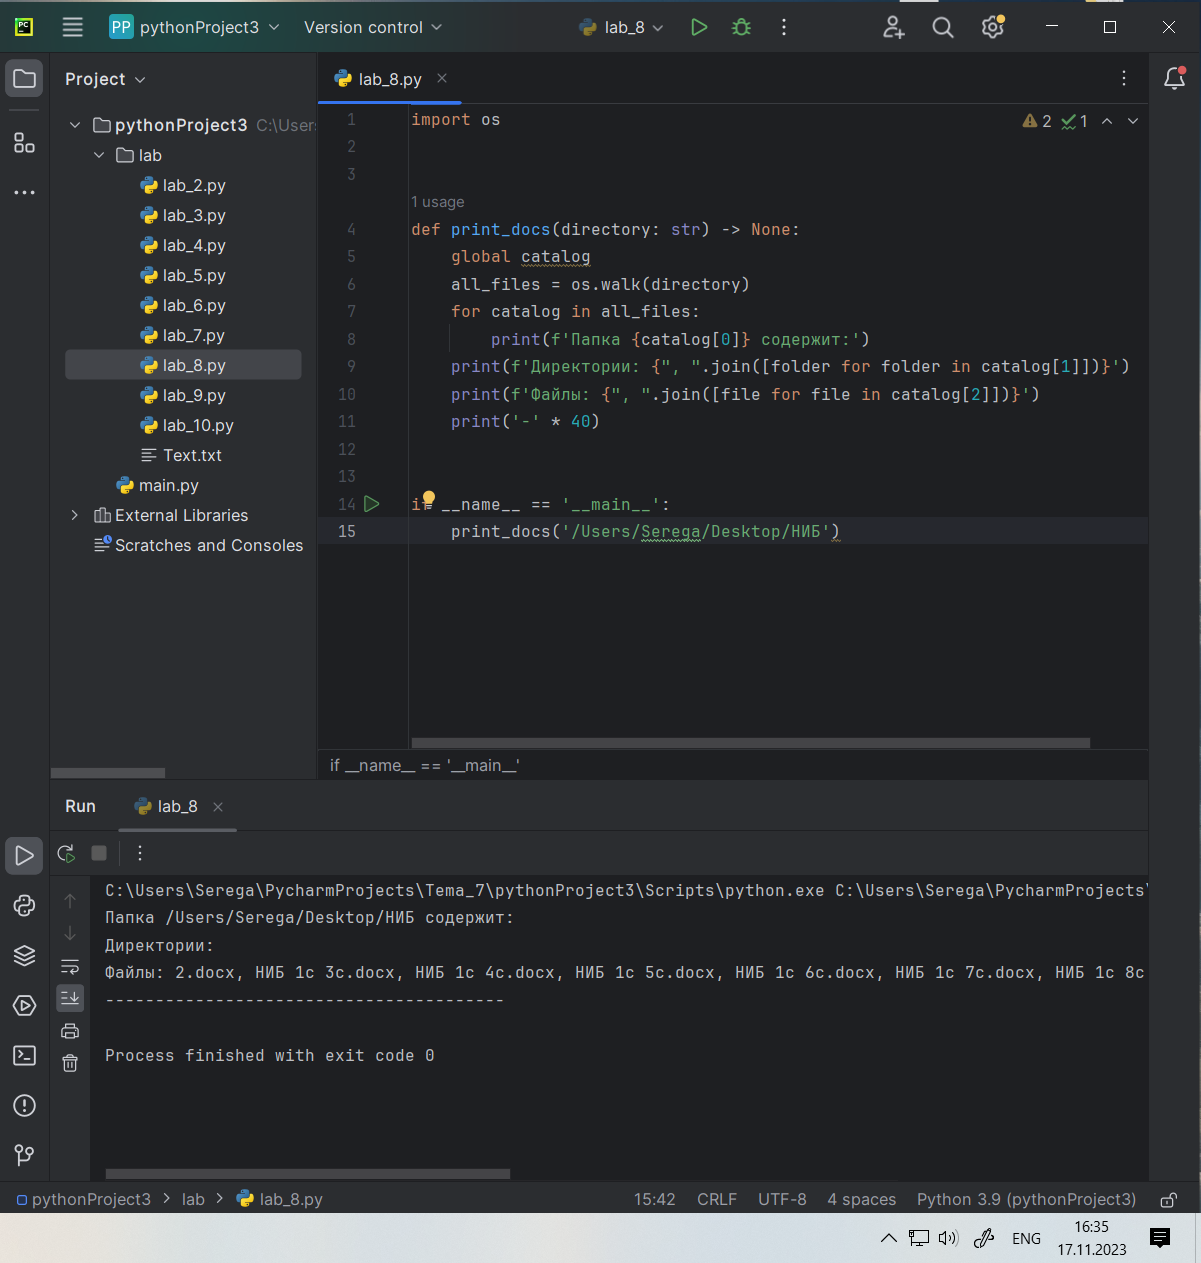 PC
PP pythonProject3 Version control lab_8
Project
pythonProject3 C:\Users
lab
lab_2.py
lab_3.py
lab_4.py
lab_5.py
lab_6.py
lab_7.py
lab_8.py
lab_9.py
lab_10.py
Text.txt
main.py
External Libraries
Scratches and Consoles
lab_8.py
2 1
1 import os
2
3
1 usage
4 def print_docs(directory: str) -> None:
5 global catalog
6 all_files = os.walk(directory)
7 for catalog in all_files:
8 print(f'Папка {catalog[0]} содержит:')
9 print(f'Директории: {", ".join([folder for folder in catalog[1]])}')
10 print(f'Файлы: {", ".join([file for file in catalog[2]])}')
11 print('-' * 40)
12
13
14 if __name__ == '__main__':
15 print_docs('/Users/Serega/Desktop/НИБ')
if __name__ == '__main__'
Run lab_8
C:\Users\Serega\PycharmProjects\Tema_7\pythonProject3\Scripts\python.exe C:\Users\Serega\PycharmProjects\
Папка /Users/Serega/Desktop/НИБ содержит:
Директории:
Файлы: 2.docx, НИБ 1с 3с.docx, НИБ 1с 4с.docx, НИБ 1с 5с.docx, НИБ 1с 6с.docx, НИБ 1с 7с.docx, НИБ 1с 8с
----------------------------------------
Process finished with exit code 0
pythonProject3 > lab > lab_8.py 15:42 CRLF UTF-8 4 spaces Python 3.9 (pythonProject3)
ENG 16:35
17.11.2023